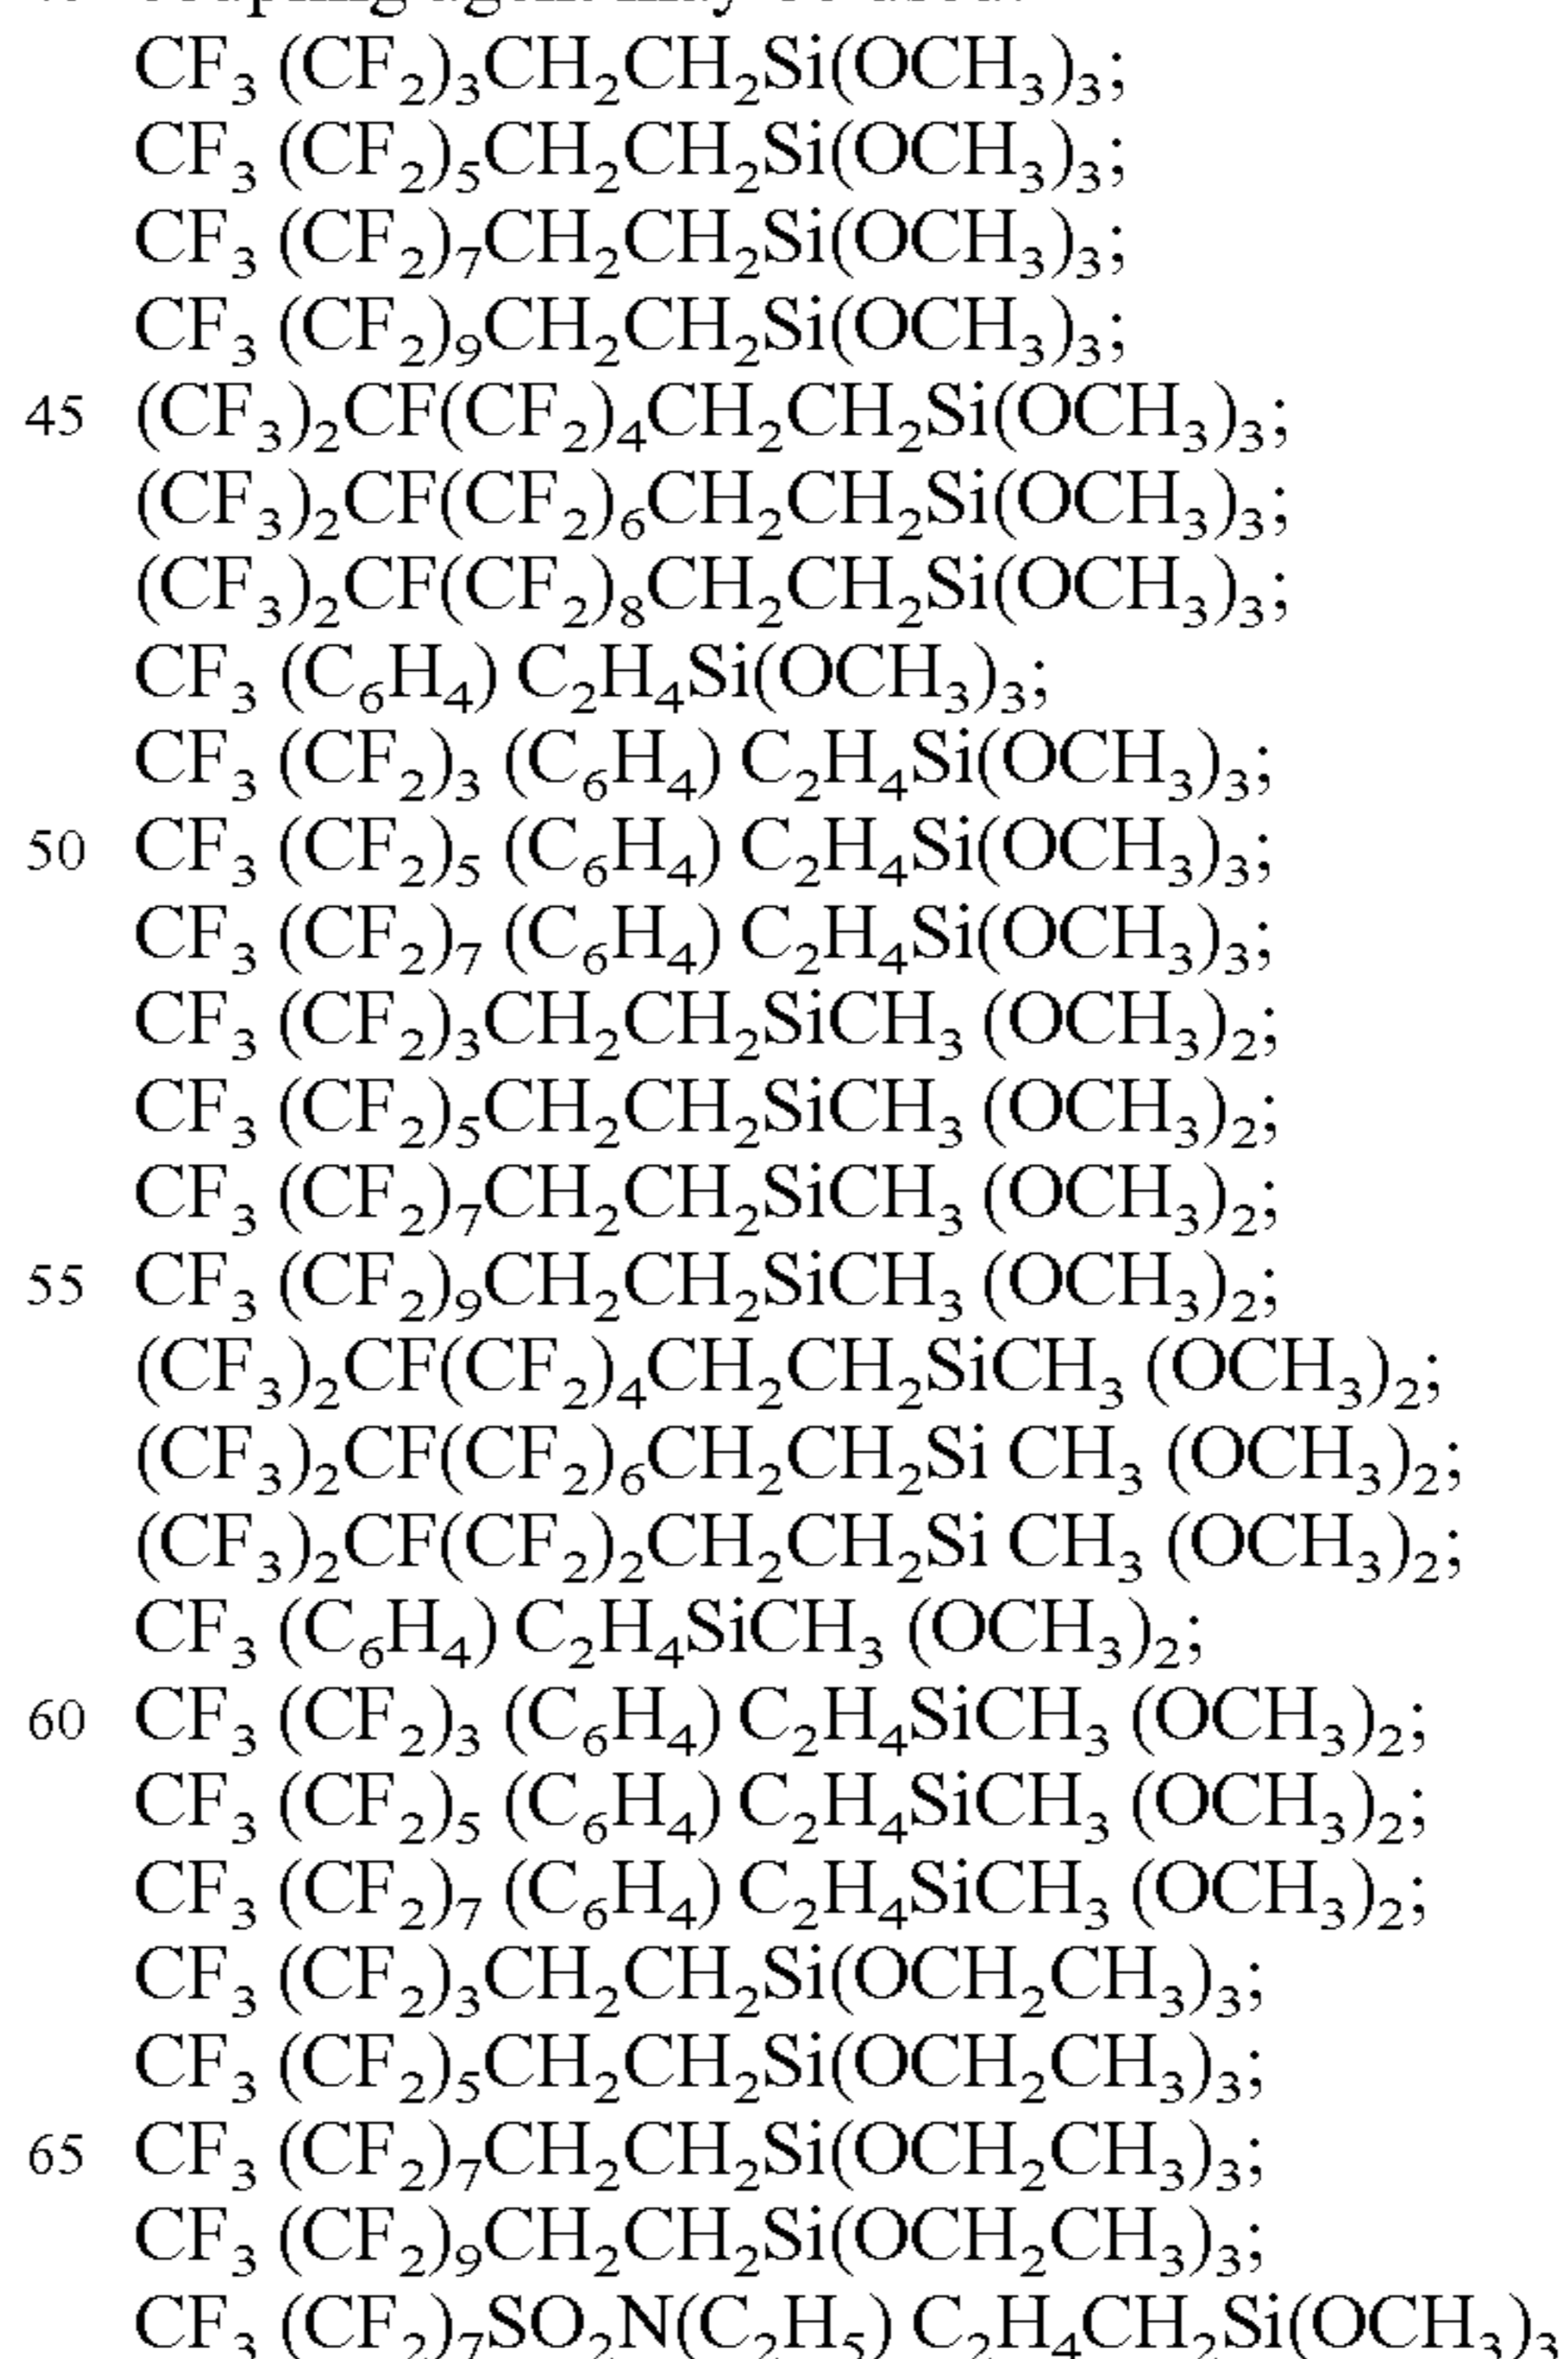 coupling agent may be used:
CF₃ (CF₂)₃CH₂CH₂Si(OCH₃)₃;
CF₃ (CF₂)₅CH₂CH₂Si(OCH₃)₃;
CF₃ (CF₂)₇CH₂CH₂Si(OCH₃)₃;
CF₃ (CF₂)₉CH₂CH₂Si(OCH₃)₃;
45 (CF₃)₂CF(CF₂)₄CH₂CH₂Si(OCH₃)₃;
(CF₃)₂CF(CF₂)₆CH₂CH₂Si(OCH₃)₃;
(CF₃)₂CF(CF₂)₈CH₂CH₂Si(OCH₃)₃;
CF₃ (C₆H₄) C₂H₄Si(OCH₃)₃;
CF₃ (CF₂)₃ (C₆H₄) C₂H₄Si(OCH₃)₃;
50 CF₃ (CF₂)₅ (C₆H₄) C₂H₄Si(OCH₃)₃;
CF₃ (CF₂)₇ (C₆H₄) C₂H₄Si(OCH₃)₃;
CF₃ (CF₂)₃CH₂CH₂SiCH₃ (OCH₃)₂;
CF₃ (CF₂)₅CH₂CH₂SiCH₃ (OCH₃)₂;
CF₃ (CF₂)₇CH₂CH₂SiCH₃ (OCH₃)₂;
55 CF₃ (CF₂)₉CH₂CH₂SiCH₃ (OCH₃)₂;
(CF₃)₂CF(CF₂)₄CH₂CH₂SiCH₃ (OCH₃)₂;
(CF₃)₂CF(CF₂)₆CH₂CH₂Si CH₃ (OCH₃)₂;
(CF₃)₂CF(CF₂)₂CH₂CH₂Si CH₃ (OCH₃)₂;
CF₃ (C₆H₄) C₂H₄SiCH₃ (OCH₃)₂;
60 CF₃ (CF₂)₃ (C₆H₄) C₂H₄SiCH₃ (OCH₃)₂;
CF₃ (CF₂)₅ (C₆H₄) C₂H₄SiCH₃ (OCH₃)₂;
CF₃ (CF₂)₇ (C₆H₄) C₂H₄SiCH₃ (OCH₃)₂;
CF₃ (CF₂)₃CH₂CH₂Si(OCH₂CH₃)₃;
CF₃ (CF₂)₅CH₂CH₂Si(OCH₂CH₃)₃;
65 CF₃ (CF₂)₇CH₂CH₂Si(OCH₂CH₃)₃;
CF₃ (CF₂)₉CH₂CH₂Si(OCH₂CH₃)₃;
CF₃ (CF₂)₇SO₂N(C₂H₅) C₂H₄CH₂Si(OCH₃)₃